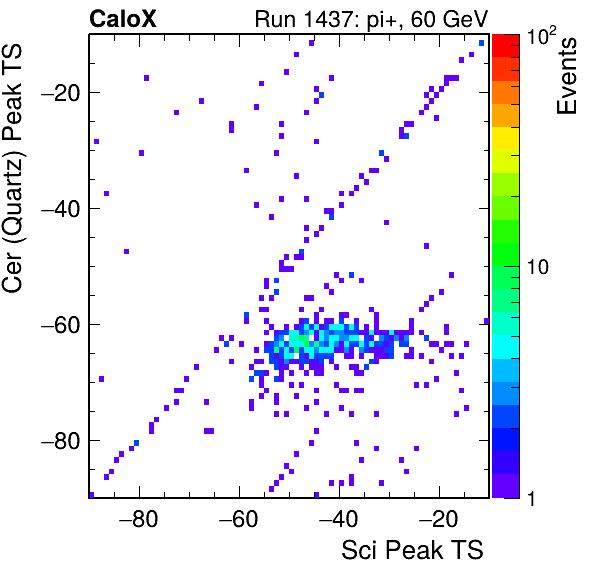 CaloX Run 1437: pi+, 60 GeV
Cer (Quartz) Peak TS
−20
−40
−60
−80
−80 −60 −40 −20
Sci Peak TS
10²
10
1
Events